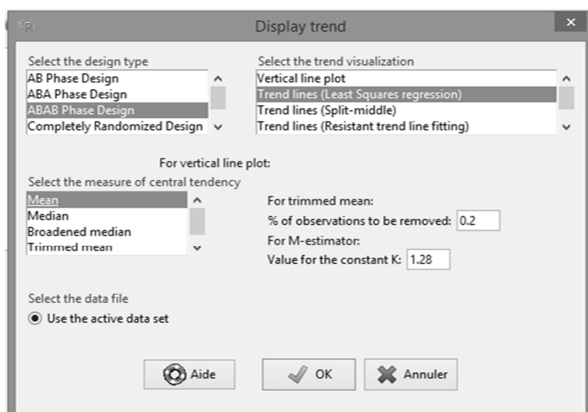 Display trend
Select the design type
AB Phase Design
ABA Phase Design
ABAB Phase Design
Completely Randomized Design
Select the trend visualization
Vertical line plot
Trend lines (Least Squares regression)
Trend lines (Split-middle)
Trend lines (Resistant trend line fitting)
For vertical line plot:
Select the measure of central tendency
Mean
Median
Broadened median
Trimmed mean
For trimmed mean:
% of observations to be removed: 0.2
For M-estimator:
Value for the constant K: 1.28
Select the data file
Use the active data set
Aide
OK
Annuler